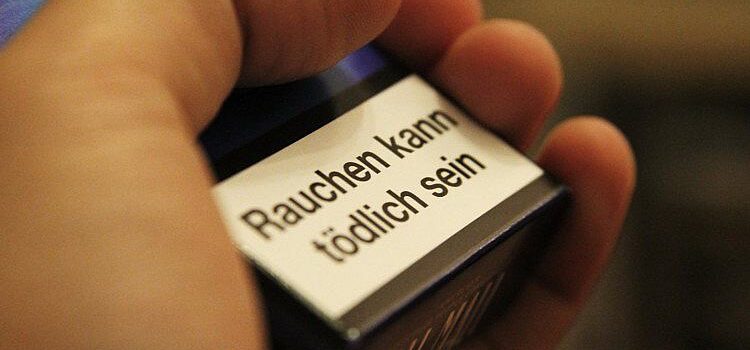 Rauchen kann
tödlich sein